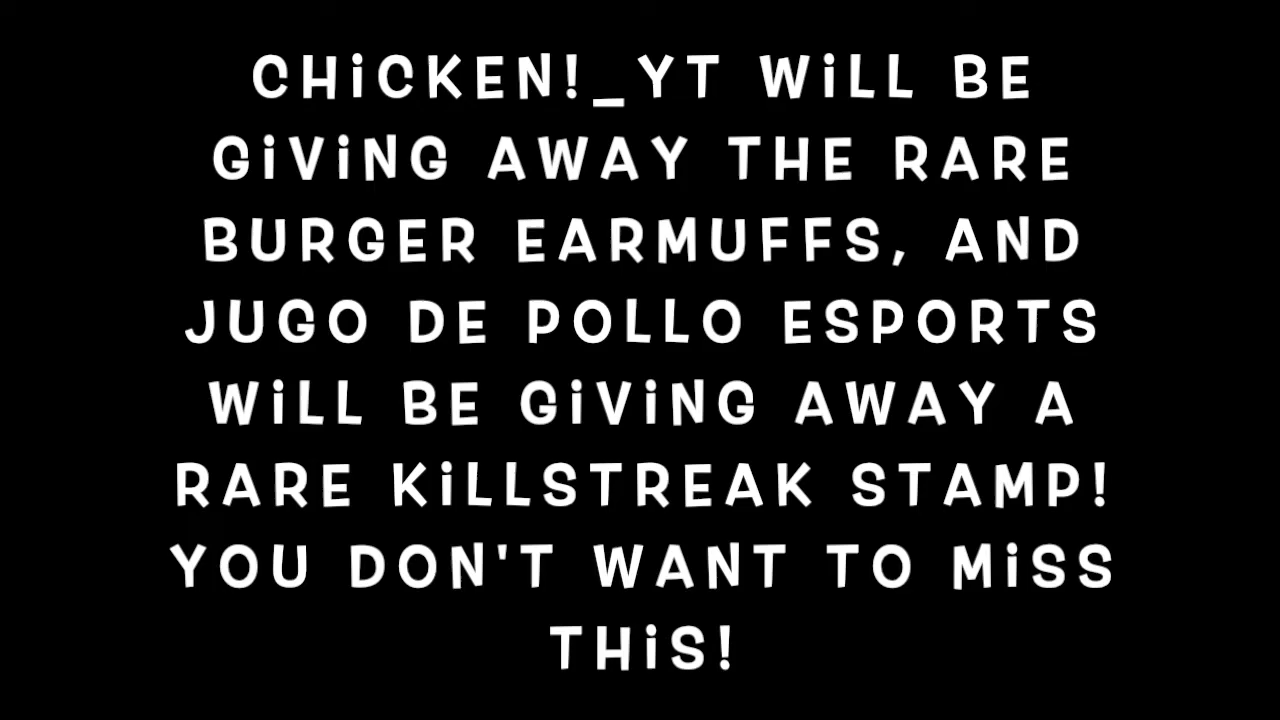 CHiCKEN!_YT WiLL BE
GiViNG AWAY THE RARE
BURGER EARMUFFS, AND
JUGO DE POLLO ESPORTS
WiLL BE GiViNG AWAY A
RARE KiLLSTREAK STAMP!
YOU DON'T WANT TO MiSS
THiS!